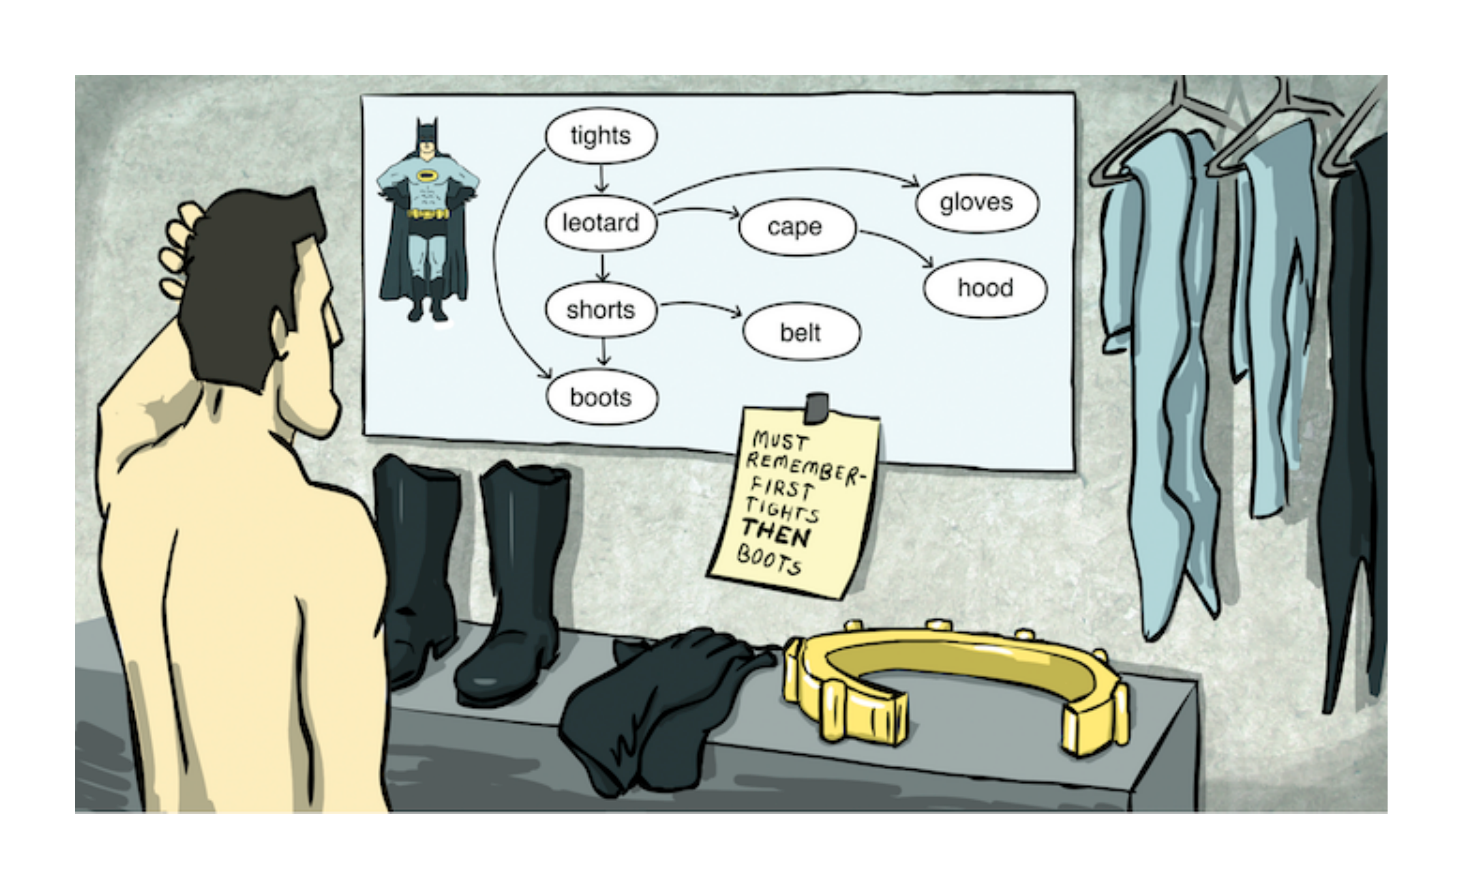 tights
leotard
gloves
cape
hood
shorts
belt
boots
MUST
REMEMBER-
FIRST
TIGHTS
THEN
BOOTS